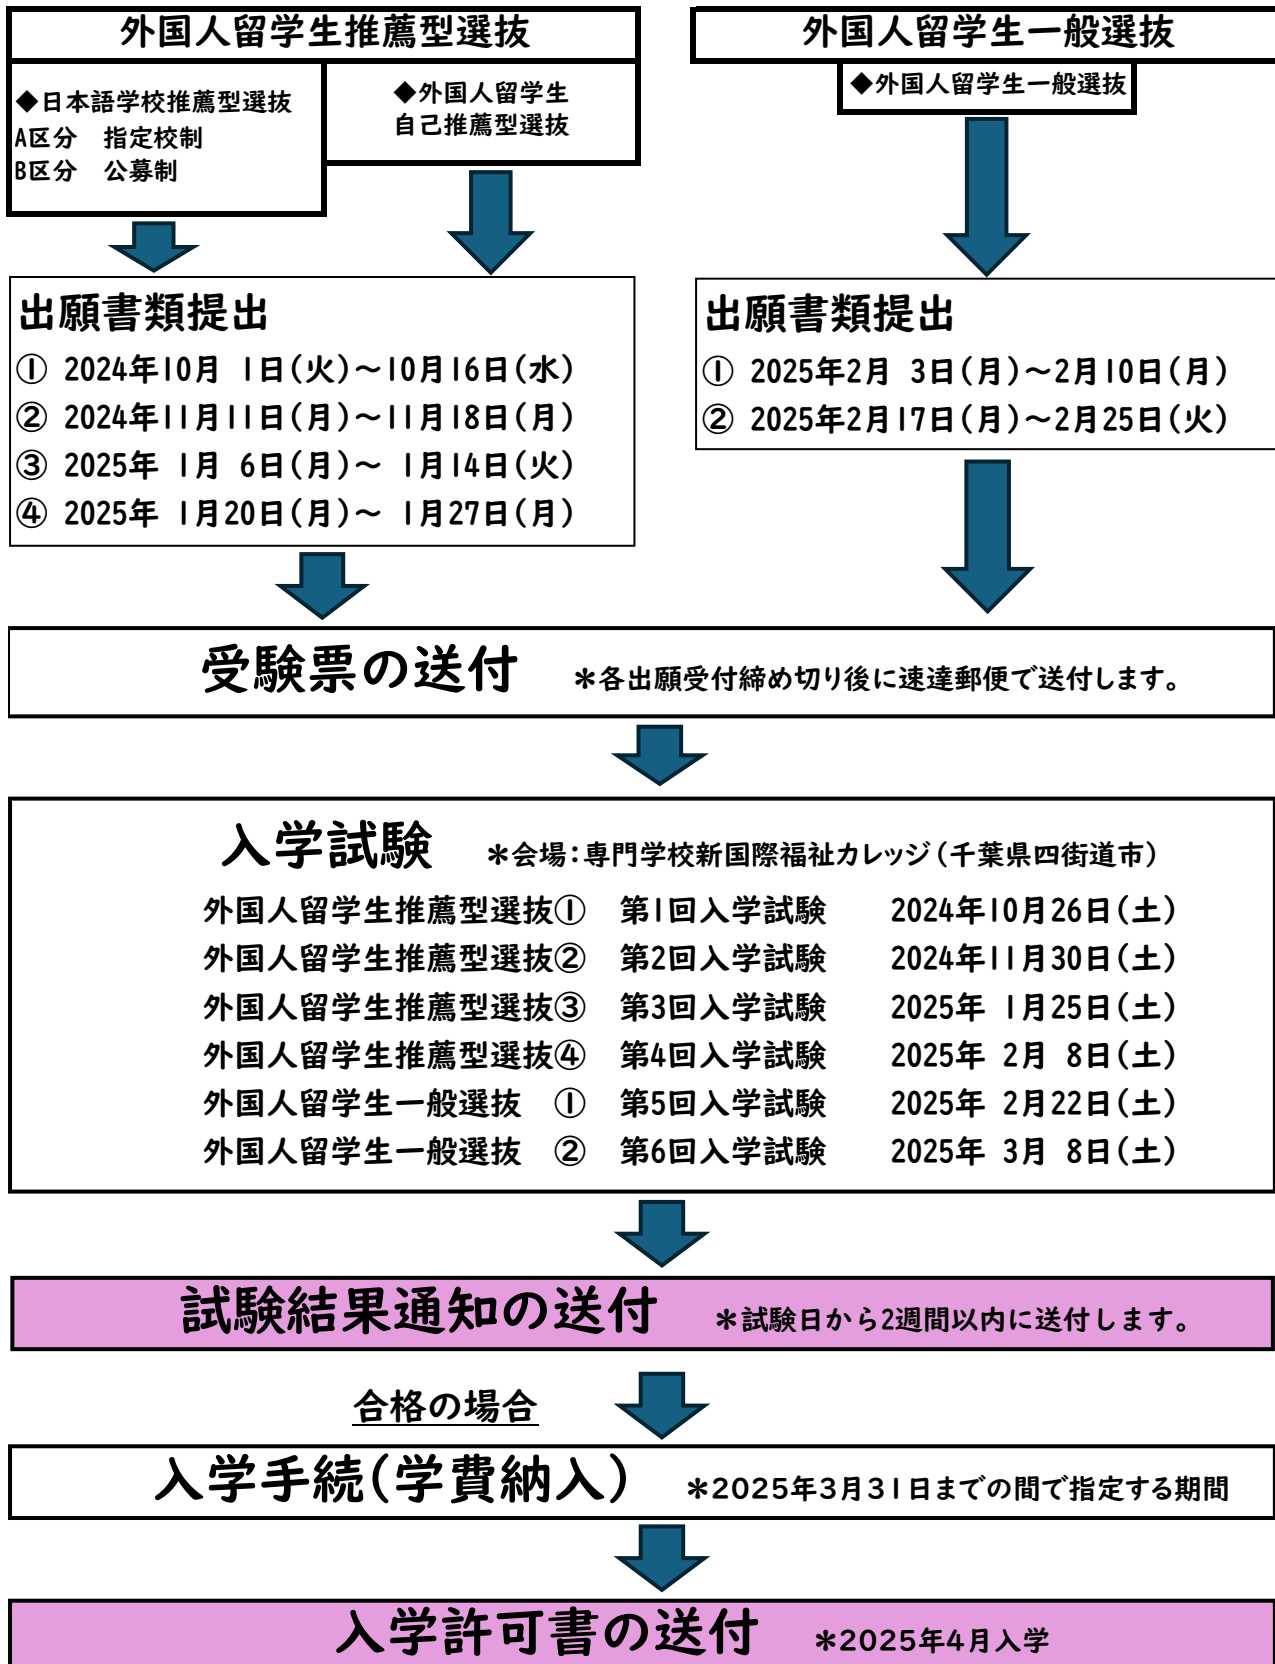 外国人留学生推薦型選抜
◆日本語学校推薦型選抜
A区分　指定校制
B区分　公募制
◆外国人留学生
自己推薦型選抜
出願書類提出
① 2024年10月 1日(火)～10月16日(水)
② 2024年11月11日(月)～11月18日(月)
③ 2025年 1月 6日(月)～ 1月14日(火)
④ 2025年 1月20日(月)～ 1月27日(月)
外国人留学生一般選抜
◆外国人留学生一般選抜
出願書類提出
① 2025年2月 3日(月)～2月10日(月)
② 2025年2月17日(月)～2月25日(火)
受験票の送付　*各出願受付締め切り後に速達郵便で送付します。
入学試験　*会場：専門学校新国際福祉カレッジ(千葉県四街道市)
外国人留学生推薦型選抜①　第1回入学試験　2024年10月26日(土)
外国人留学生推薦型選抜②　第2回入学試験　2024年11月30日(土)
外国人留学生推薦型選抜③　第3回入学試験　2025年 1月25日(土)
外国人留学生推薦型選抜④　第4回入学試験　2025年 2月 8日(土)
外国人留学生一般選抜　①　第5回入学試験　2025年 2月22日(土)
外国人留学生一般選抜　②　第6回入学試験　2025年 3月 8日(土)
試験結果通知の送付　*試験日から2週間以内に送付します。
合格の場合
入学手続(学費納入)　*2025年3月31日までの間で指定する期間
入学許可書の送付　*2025年4月入学